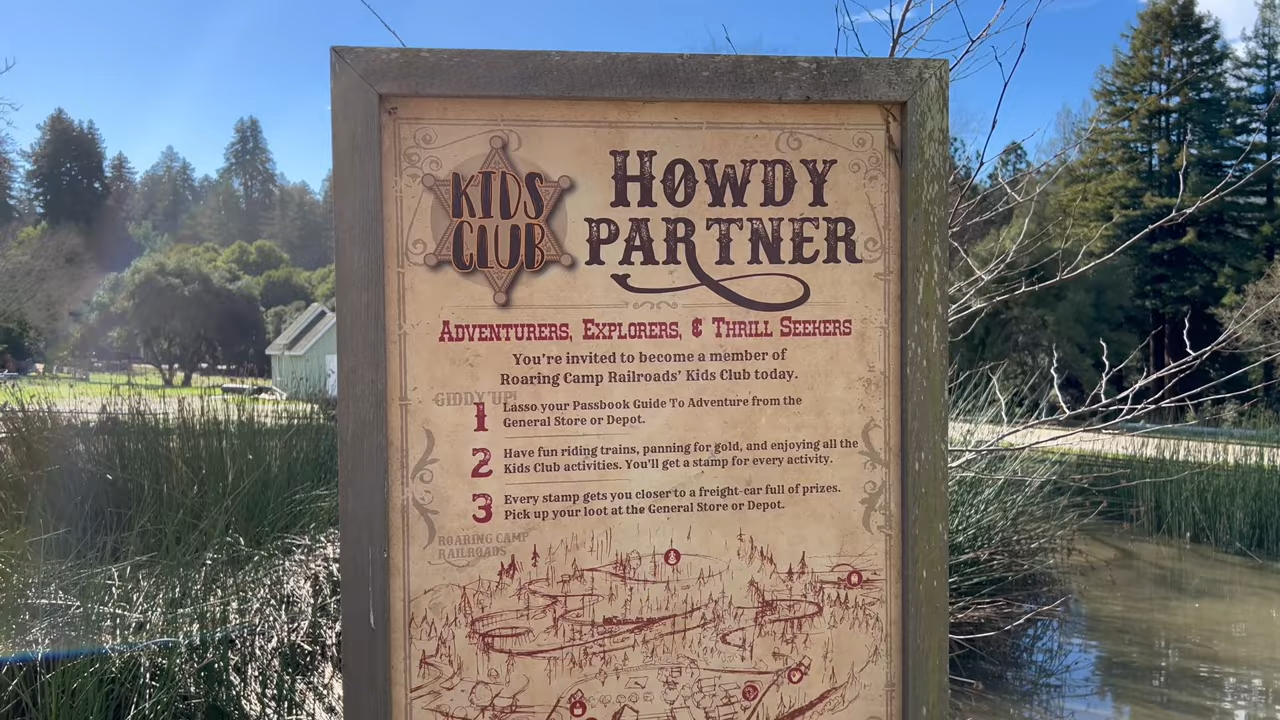 KIDS
CLUB
HOWDY
PARTNER
ADVENTURERS, EXPLORERS, & THRILL SEEKERS
You're invited to become a member of
Roaring Camp Railroads' Kids Club today.
GIDDY UP!
1 Lasso your Passbook Guide To Adventure from the
General Store or Depot.
2 Have fun riding trains, panning for gold, and enjoying all the
Kids Club activities. You'll get a stamp for every activity.
3 Every stamp gets you closer to a freight-car full of prizes.
Pick up your loot at the General Store or Depot.
ROARING CAMP
RAILROADS